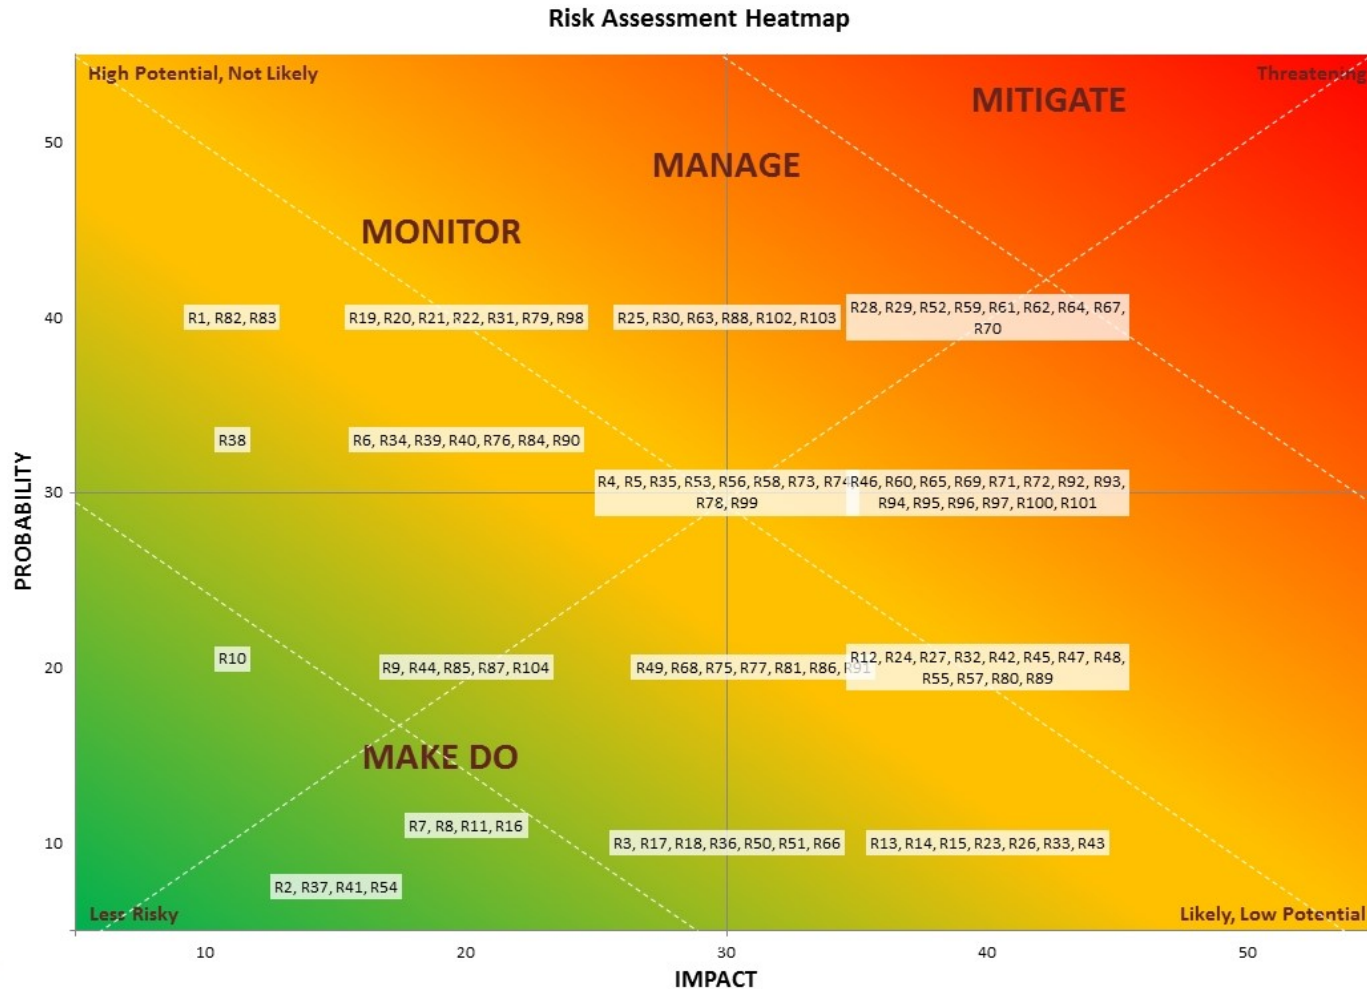 Risk Assessment Heatmap
High Potential, Not Likely
Threatening
MITIGATE
MANAGE
MONITOR
MAKE DO
50
40
30
20
10
PROBABILITY
R1, R82, R83
R19, R20, R21, R22, R31, R79, R98
R25, R30, R63, R88, R102, R103
R28, R29, R52, R59, R61, R62, R64, R67,
R70
R38
R6, R34, R39, R40, R76, R84, R90
R4, R5, R35, R53, R56, R58, R73, R74
R78, R99
R46, R60, R65, R69, R71, R72, R92, R93,
R94, R95, R96, R97, R100, R101
R10
R9, R44, R85, R87, R104
R49, R68, R75, R77, R81, R86, R91
R12, R24, R27, R32, R42, R45, R47, R48,
R55, R57, R80, R89
R7, R8, R11, R16
R3, R17, R18, R36, R50, R51, R66
R13, R14, R15, R23, R26, R33, R43
R2, R37, R41, R54
Less Risky
Likely, Low Potential
10
20
30
40
50
IMPACT